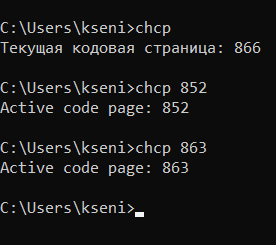 C:\Users\kseni>chcp
Текущая кодовая страница: 866
C:\Users\kseni>chcp 852
Active code page: 852
C:\Users\kseni>chcp 863
Active code page: 863
C:\Users\kseni>